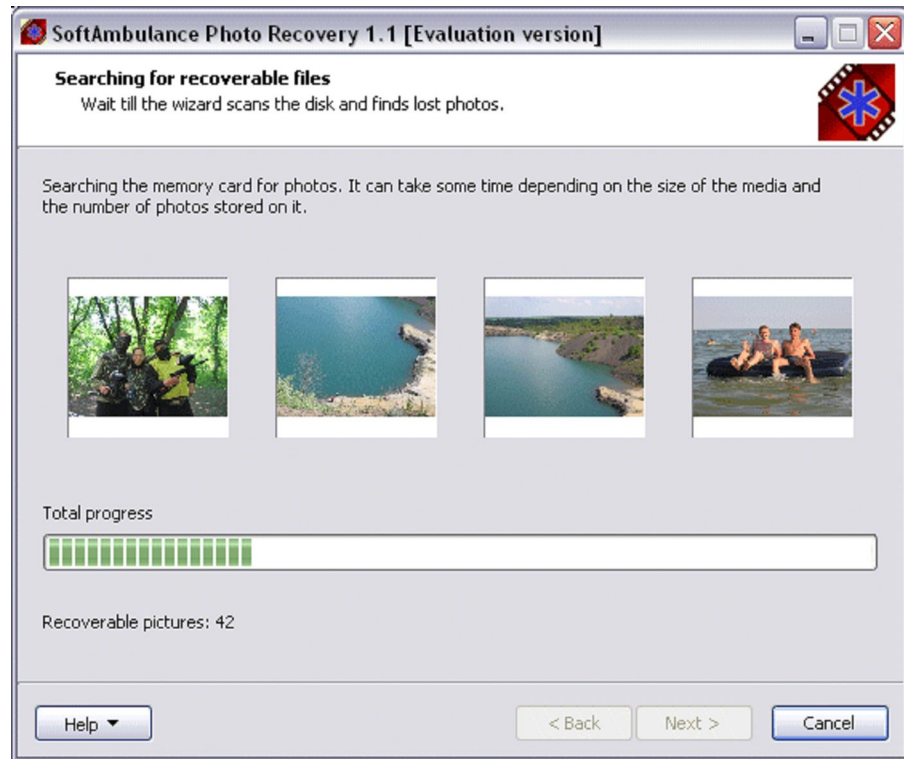 SoftAmbulance Photo Recovery 1.1 [Evaluation version]
Searching for recoverable files
Wait till the wizard scans the disk and finds lost photos.
Searching the memory card for photos. It can take some time depending on the size of the media and
the number of photos stored on it.
Total progress
Recoverable pictures: 42
Help
< Back
Next >
Cancel